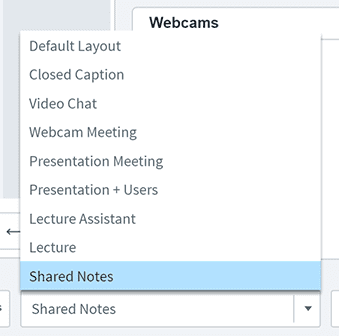 Webcams
Default Layout
Closed Caption
Video Chat
Webcam Meeting
Presentation Meeting
Presentation + Users
Lecture Assistant
Lecture
Shared Notes
Shared Notes